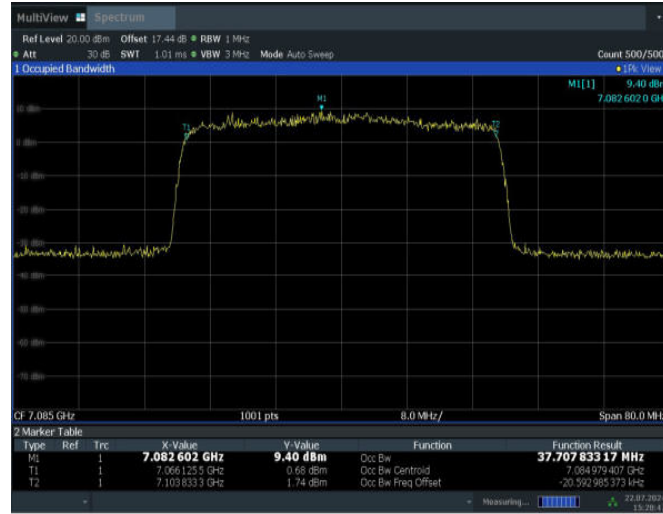 MultiView Spectrum
Ref Level 20.00 dBm Offset 17.44 dB RBW 1 MHz
Att 30 dB SWT 1.01 ms VBW 3 MHz Mode Auto Sweep Count 500/500
1 Occupied Bandwidth 1Pk View
M1[1] 9.40 dBm
7.082 602 0 GH
M1
10 dBm
T1 T2
0 dBm
-10 dBm
-20 dBm
-30 dBm
-40 dBm
-50 dBm
-60 dBm
-70 dBm
CF 7.085 GHz 1001 pts 8.0 MHz/ Span 80.0 MHz
2 Marker Table
Type Ref Trc X-Value Y-Value Function Function Result
M1 1 7.082 602 GHz 9.40 dBm Occ Bw 37.707 833 17 MHz
T1 1 7.066 125 5 GHz 0.68 dBm Occ Bw Centroid 7.084 979 407 GHz
T2 1 7.103 833 3 GHz 1.74 dBm Occ Bw Freq Offset -20.592 985 373 kHz
Measuring... 22.07.202
15:28:4